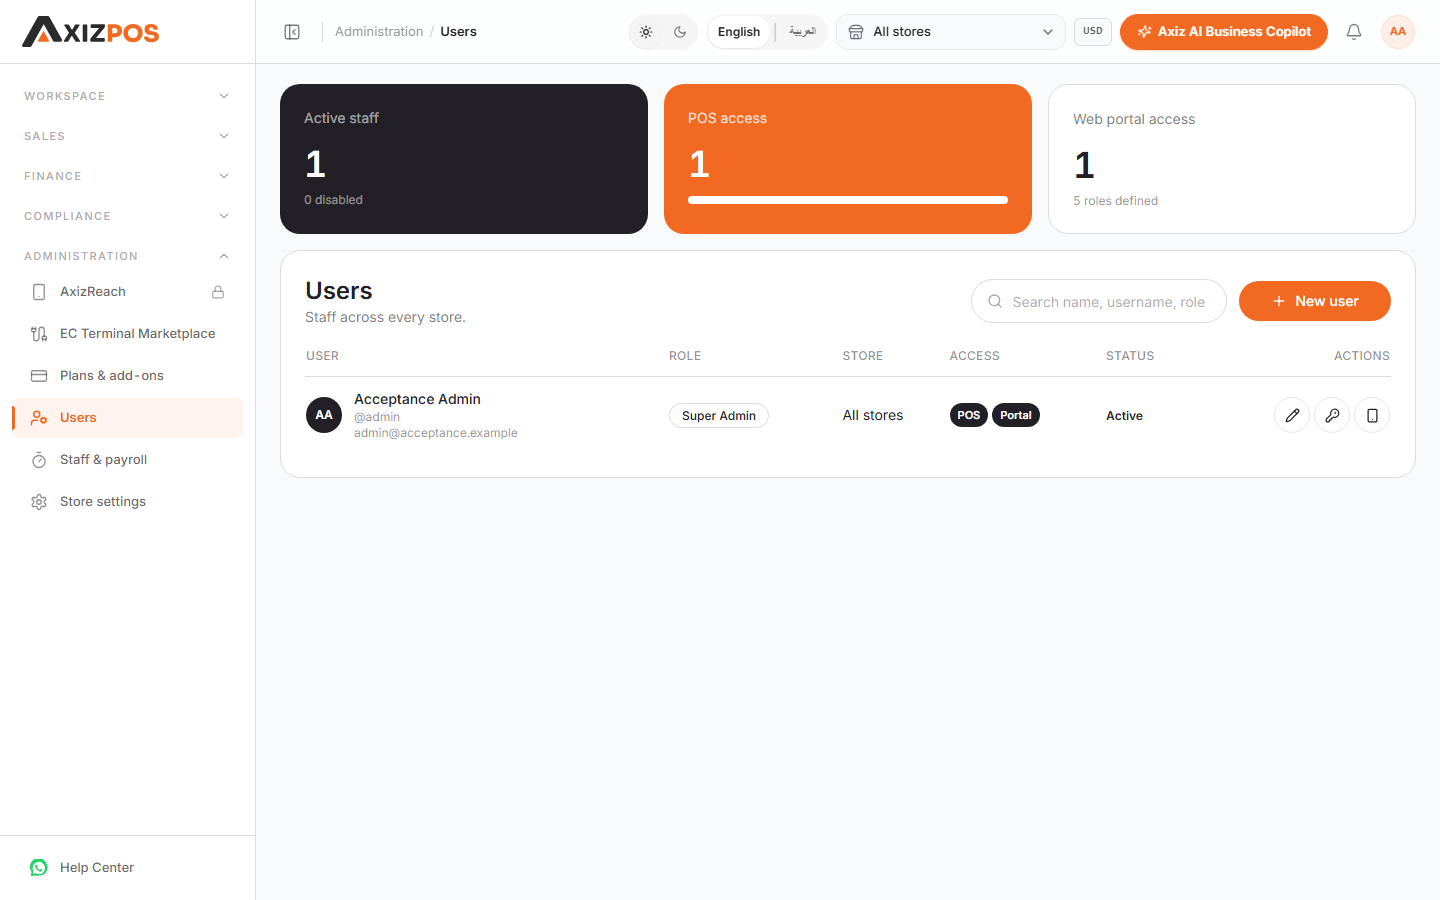 AXIZPOS
Administration / Users
English
العربية
All stores
USD
Axiz AI Business Copilot
AA
WORKSPACE
SALES
FINANCE
COMPLIANCE
ADMINISTRATION
AxizReach
EC Terminal Marketplace
Plans & add-ons
Users
Staff & payroll
Store settings
Help Center
Active staff
1
0 disabled
POS access
1
Web portal access
1
5 roles defined
Users
Staff across every store.
Search name, username, role
New user
USER ROLE STORE ACCESS STATUS ACTIONS
AA
Acceptance Admin
@admin
admin@acceptance.example
Super Admin
All stores
POS Portal
Active